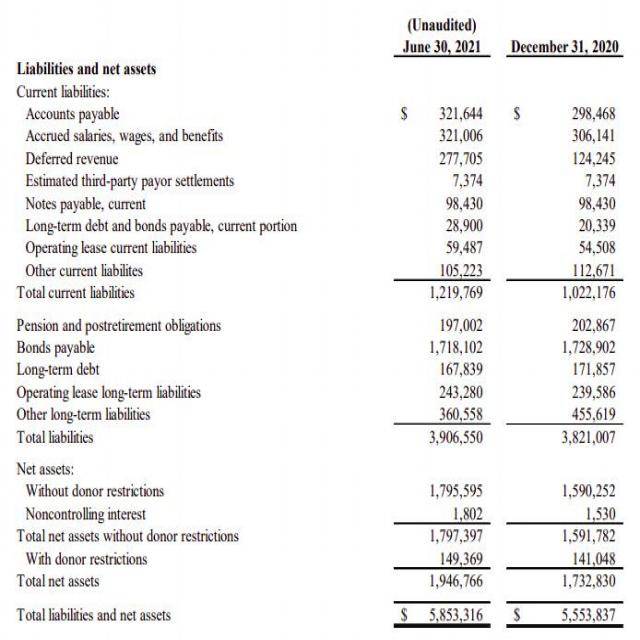 (Unaudited)
June 30, 2021 December 31, 2020
Liabilities and net assets
Current liabilities:
Accounts payable $ 321,644 $ 298,468
Accrued salaries, wages, and benefits 321,006 306,141
Deferred revenue 277,705 124,245
Estimated third-party payor settlements 7,374 7,374
Notes payable, current 98,430 98,430
Long-term debt and bonds payable, current portion 28,900 20,339
Operating lease current liabilities 59,487 54,508
Other current liabilites 105,223 112,671
Total current liabilities 1,219,769 1,022,176
Pension and postretirement obligations 197,002 202,867
Bonds payable 1,718,102 1,728,902
Long-term debt 167,839 171,857
Operating lease long-term liabilities 243,280 239,586
Other long-term liabilities 360,558 455,619
Total liabilities 3,906,550 3,821,007
Net assets:
Without donor restrictions 1,795,595 1,590,252
Noncontrolling interest 1,802 1,530
Total net assets without donor restrictions 1,797,397 1,591,782
With donor restrictions 149,369 141,048
Total net assets 1,946,766 1,732,830
Total liabilities and net assets $ 5,853,316 $ 5,553,837